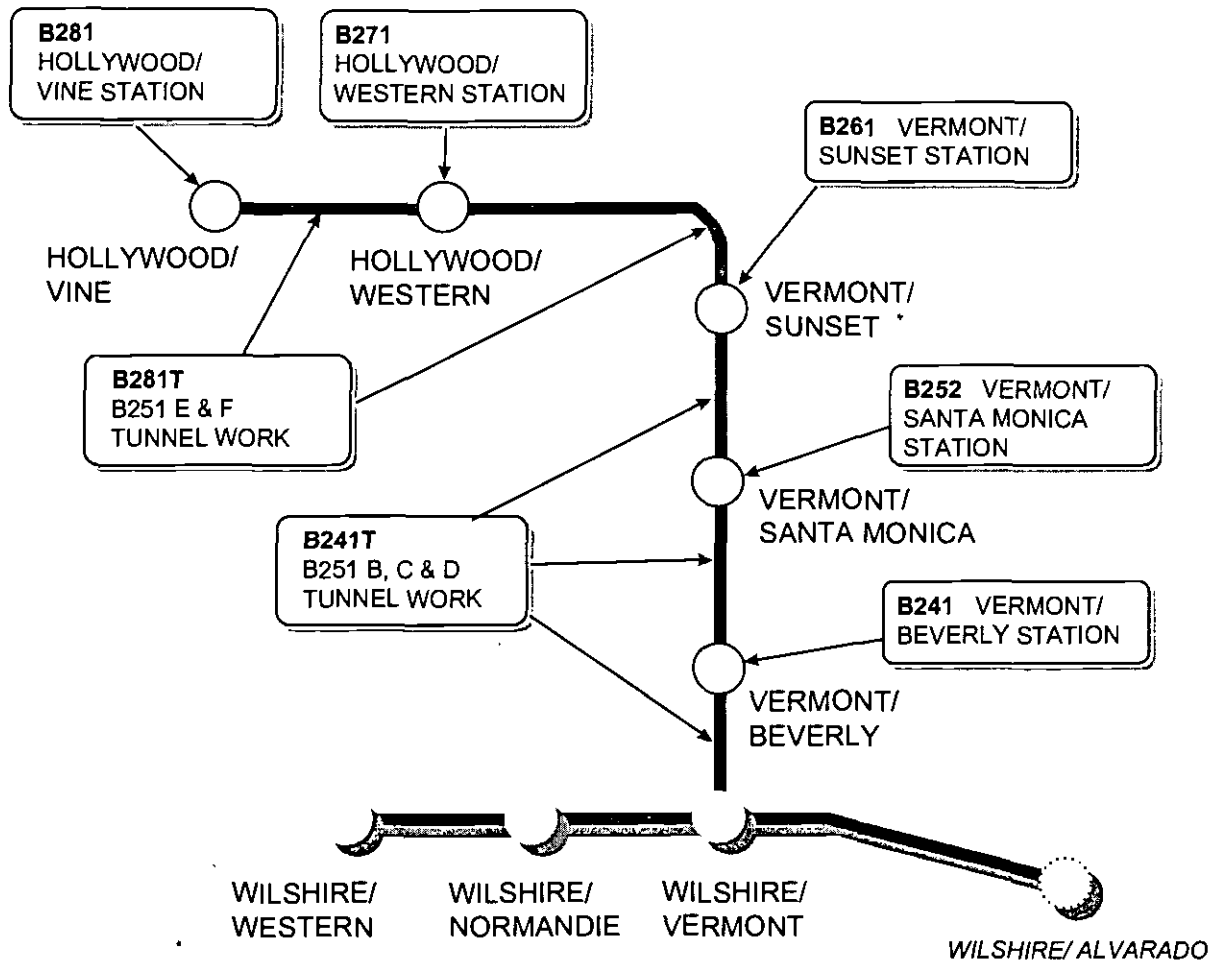 B281
HOLLYWOOD/
VINE STATION
B271
HOLLYWOOD/
WESTERN STATION
B261 VERMONT/
SUNSET STATION
HOLLYWOOD/
VINE
HOLLYWOOD/
WESTERN
VERMONT/
SUNSET
B281T
B251 E & F
TUNNEL WORK
B252 VERMONT/
SANTA MONICA
STATION
VERMONT/
SANTA MONICA
B241T
B251 B, C & D
TUNNEL WORK
B241 VERMONT/
BEVERLY STATION
VERMONT/
BEVERLY
WILSHIRE/
WESTERN
WILSHIRE/
NORMANDIE
WILSHIRE/
VERMONT
WILSHIRE/ ALVARADO